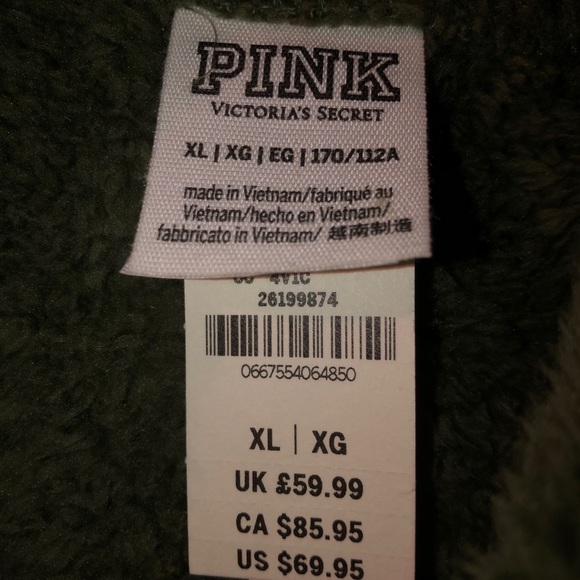 PINK
VICTORIA'S SECRET
XL | XG | EG | 170/112A
made in Vietnam/fabriqué au
Vietnam/hecho en Vietnam/
fabbricato in Vietnam/ 越南制造
4V1C
26199874
0667554064850
XL | XG
UK £59.99
CA $85.95
US $69.95